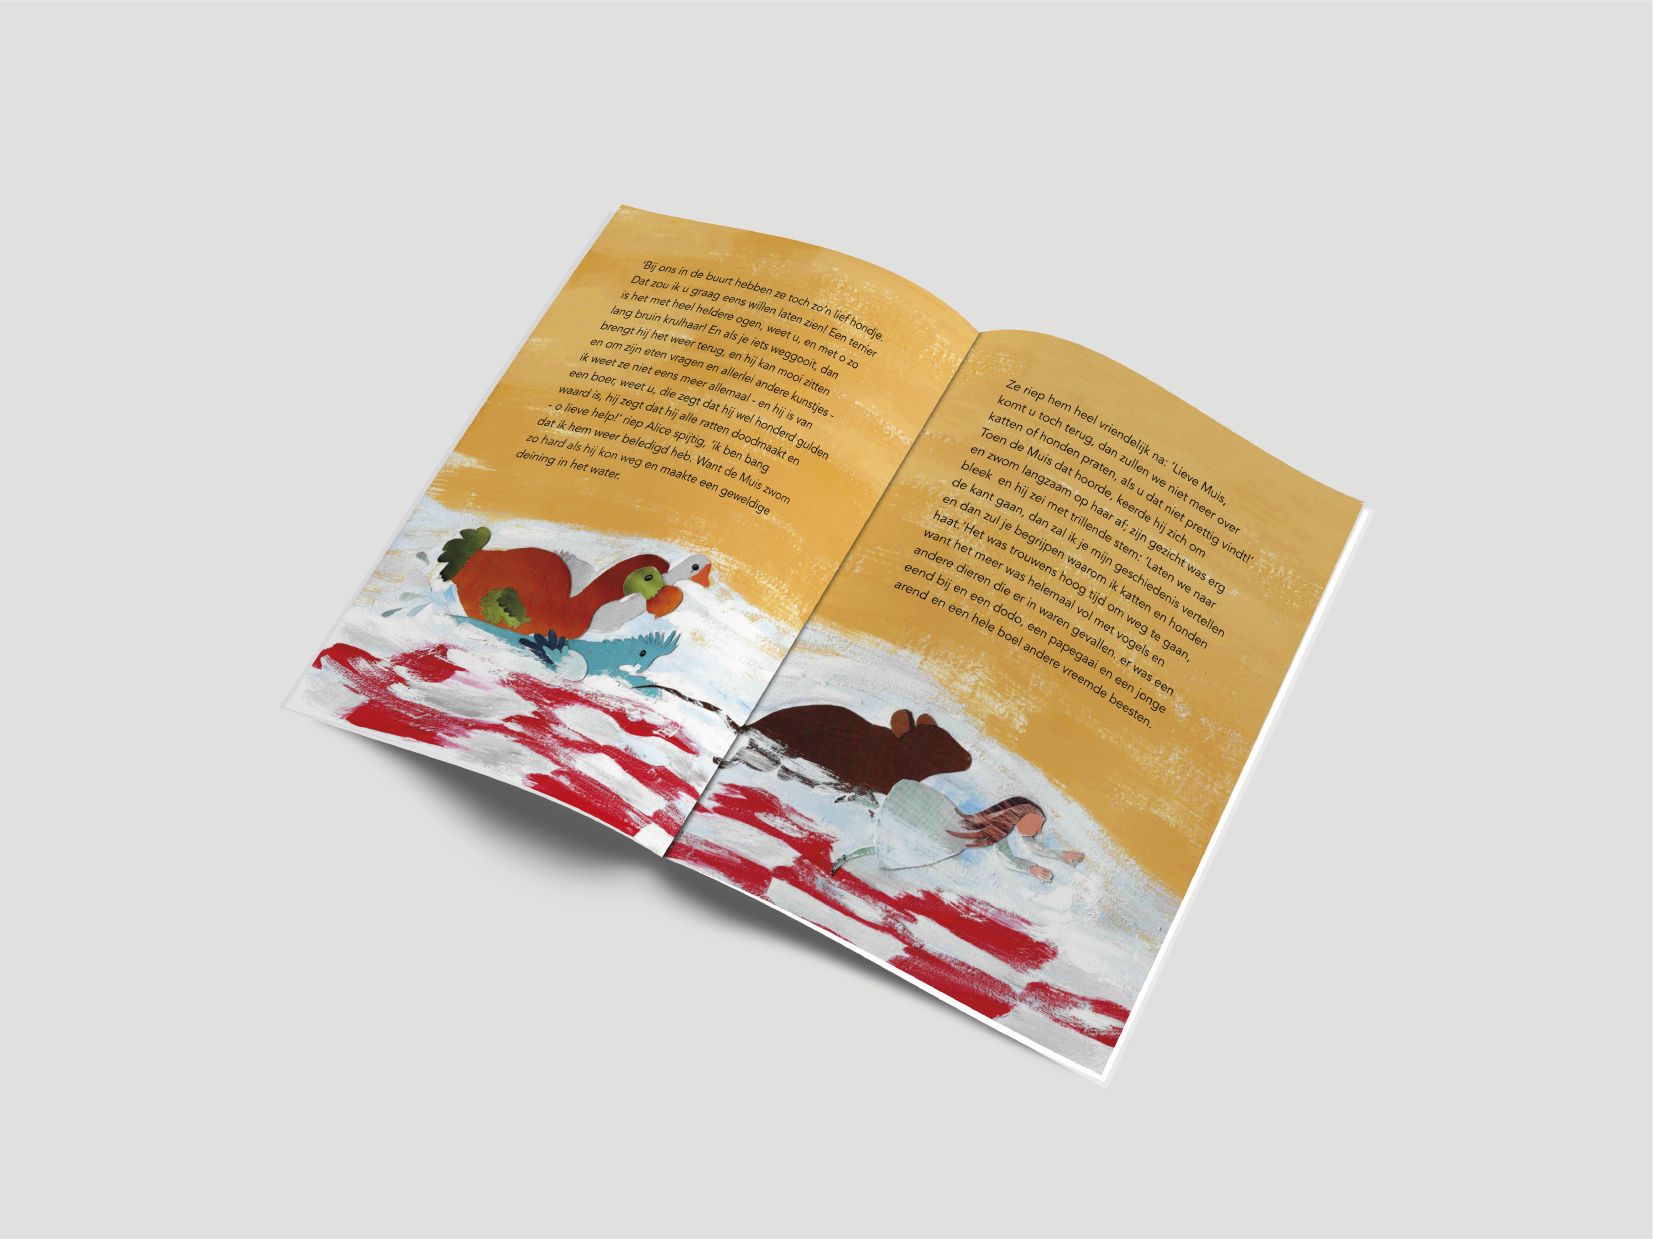 'Bij ons in de buurt hebben ze toch zo'n lief hondje.
Dat zou ik u graag eens willen laten zien! Een terrier
is het met heel heldere ogen, weet u, en met o zo
lang bruin krulhaar! En als je iets weggooit, dan
brengt hij het weer terug, en hij kan mooi zitten
en om zijn eten vragen en allerlei andere kunstjes -
ik weet ze niet eens meer allemaal - en hij is van
een boer, weet u, die zegt dat hij wel honderd gulden
waard is, hij zegt dat hij alle ratten doodmaakt en
- o lieve help!' riep Alice spijtig, 'ik ben bang
dat ik hem weer beledigd heb. Want de Muis zwom
zo hard als hij kon weg en maakte een geweldige
deining in het water.
Ze riep hem heel vriendelijk na: 'Lieve Muis,
komt u toch terug, dan zullen we niet meer over
katten of honden praten, als u dat niet prettig vindt!'
Toen de Muis dat hoorde, keerde hij zich om
en zwom langzaam op haar af; zijn gezicht was erg
bleek en hij zei met trillende stem: 'Laten we naar
de kant gaan, dan zal ik je mijn geschiedenis vertellen
en dan zul je begrijpen waarom ik katten en honden
haat.'Het was trouwens hoog tijd om weg te gaan,
want het meer was helemaal vol met vogels en
andere dieren die er in waren gevallen, er was een
eend bij en een dodo, een papegaai en een jonge
arend en een hele boel andere vreemde beesten.